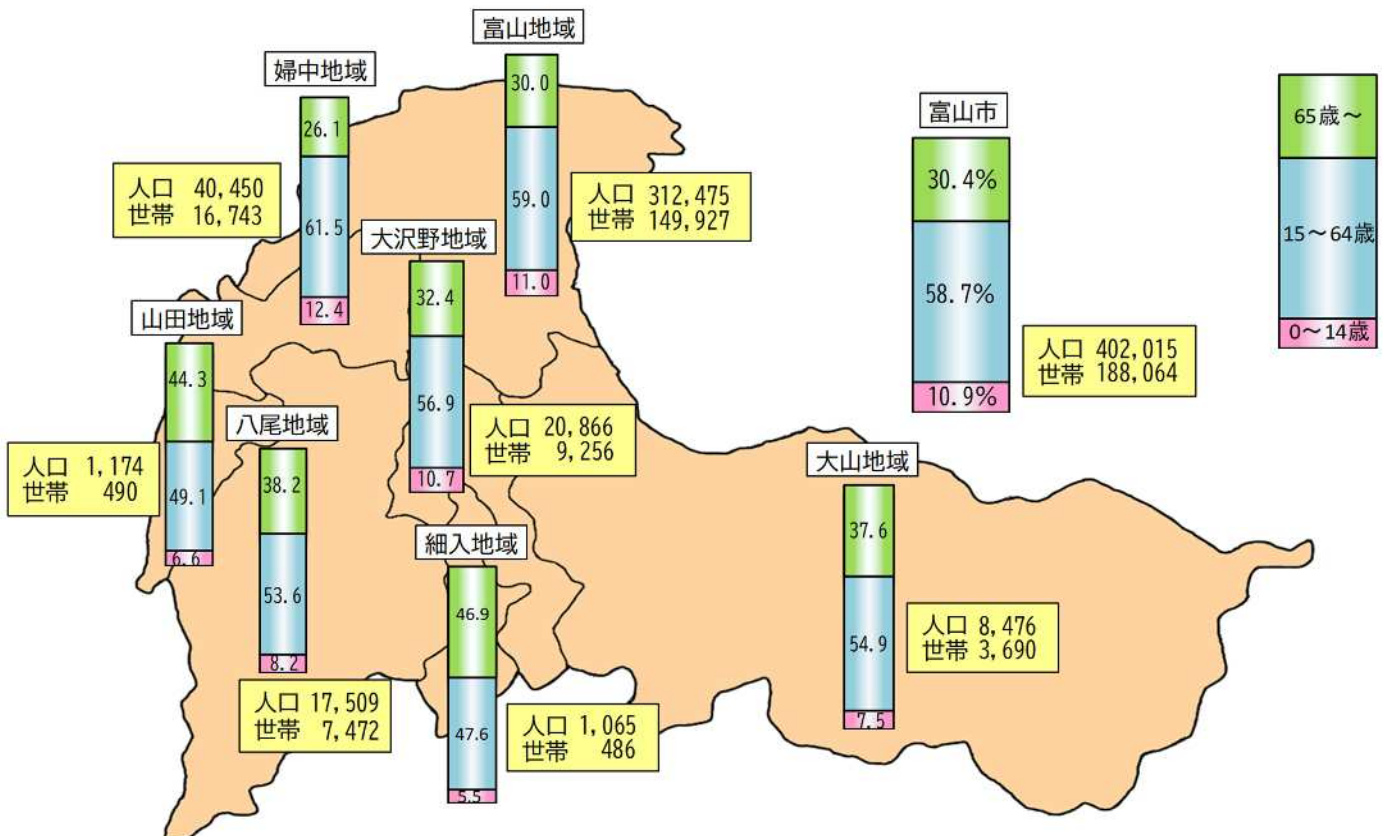 富山地域
30.0
59.0
11.0
人口 312,475
世帯 149,927
婦中地域
26.1
61.5
12.4
人口 40,450
世帯 16,743
富山市
30.4%
58.7%
10.9%
人口 402,015
世帯 188,064
65歳～
15～64歳
0～14歳
大沢野地域
32.4
56.9
10.7
人口 20,866
世帯 9,256
山田地域
44.3
49.1
6.6
人口 1,174
世帯 490
八尾地域
38.2
53.6
8.2
人口 17,509
世帯 7,472
大山地域
37.6
54.9
7.5
人口 8,476
世帯 3,690
細入地域
46.9
47.6
5.5
人口 1,065
世帯 486